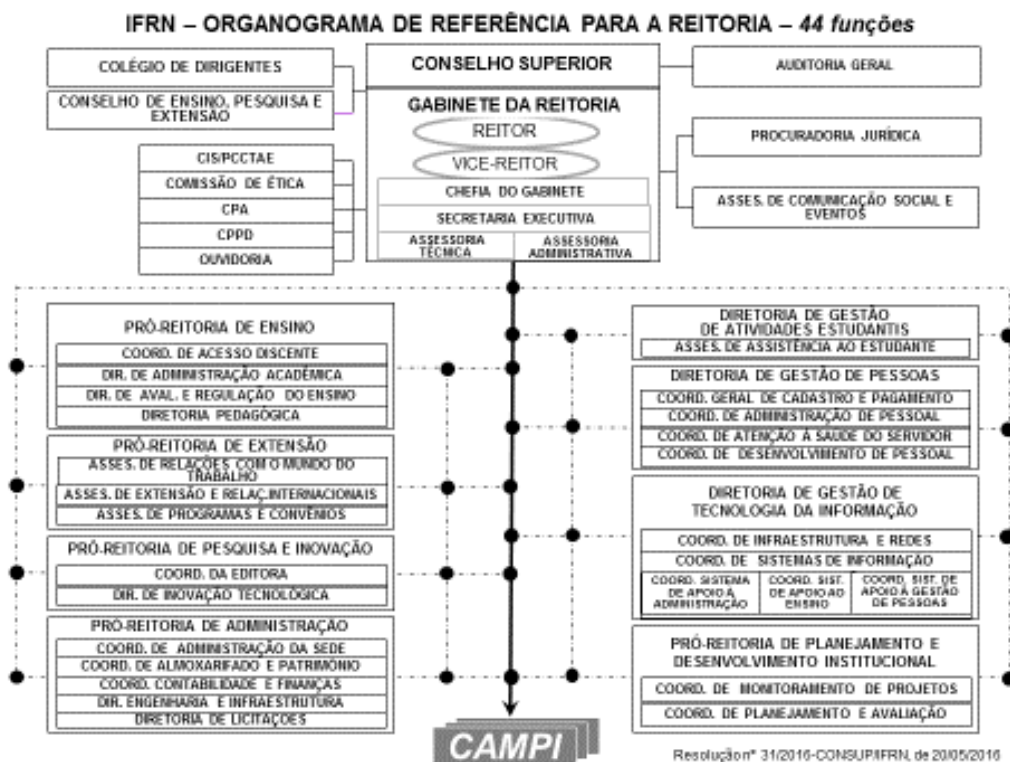 IFRN – ORGANOGRAMA DE REFERÊNCIA PARA A REITORIA – 44 funções
COLÉGIO DE DIRIGENTES
CONSELHO DE ENSINO, PESQUISA E
EXTENSÃO
CONSELHO SUPERIOR
AUDITORIA GERAL
GABINETE DA REITORIA
REITOR
VICE-REITOR
CHEFIA DO GABINETE
SECRETARIA EXECUTIVA
ASSESSORIA
TÉCNICA
ASSESSORIA
ADMINISTRATIVA
PROCURADORIA JURÍDICA
ASSES. DE COMUNICAÇÃO SOCIAL E
EVENTOS
CIS/PCCTAE
COMISSÃO DE ÉTICA
CPA
CPPD
OUVIDORIA
PRÓ-REITORIA DE ENSINO
COORD. DE ACESSO DISCENTE
DIR. DE ADMINISTRAÇÃO ACADÊMICA
DIR. DE AVAL. E REGULAÇÃO DO ENSINO
DIRETORIA PEDAGÓGICA
PRÓ-REITORIA DE EXTENSÃO
ASSES. DE RELAÇÕES COM O MUNDO DO
TRABALHO
ASSES. DE EXTENSÃO E RELAÇ.INTERNACIONAIS
ASSES. DE PROGRAMAS E CONVÊNIOS
PRÓ-REITORIA DE PESQUISA E INOVAÇÃO
COORD. DA EDITORA
DIR. DE INOVAÇÃO TECNOLÓGICA
PRÓ-REITORIA DE ADMINISTRAÇÃO
COORD. DE ADMINISTRAÇÃO DA SEDE
COORD. DE ALMOXARIFADO E PATRIMÔNIO
COORD. CONTABILIDADE E FINANÇAS
DIR. ENGENHARIA E INFRAESTRUTURA
DIRETORIA DE LICITAÇÕES
DIRETORIA DE GESTÃO
DE ATIVIDADES ESTUDANTIS
ASSES. DE ASSISTÊNCIA AO ESTUDANTE
DIRETORIA DE GESTÃO DE PESSOAS
COORD. GERAL DE CADASTRO E PAGAMENTO
COORD. DE ADMINISTRAÇÃO DE PESSOAL
COORD. DE ATENÇÃO À SAÚDE DO SERVIDOR
COORD. DE DESENVOLVIMENTO DE PESSOAL
DIRETORIA DE GESTÃO DE
TECNOLOGIA DA INFORMAÇÃO
COORD. DE INFRAESTRUTURA E REDES
COORD. DE SISTEMAS DE INFORMAÇÃO
COORD. SISTEMA
DE APOIO À
ADMINISTRAÇÃO
COORD. SIST.
DE APOIO AO
ENSINO
COORD. SIST. DE
APOIO À GESTÃO
DE PESSOAS
PRÓ-REITORIA DE PLANEJAMENTO E
DESENVOLVIMENTO INSTITUCIONAL
COORD. DE MONITORAMENTO DE PROJETOS
COORD. DE PLANEJAMENTO E AVALIAÇÃO
CAMPI
Resolução nº 31/2016-CONSUP/IFRN, de 20/05/2016